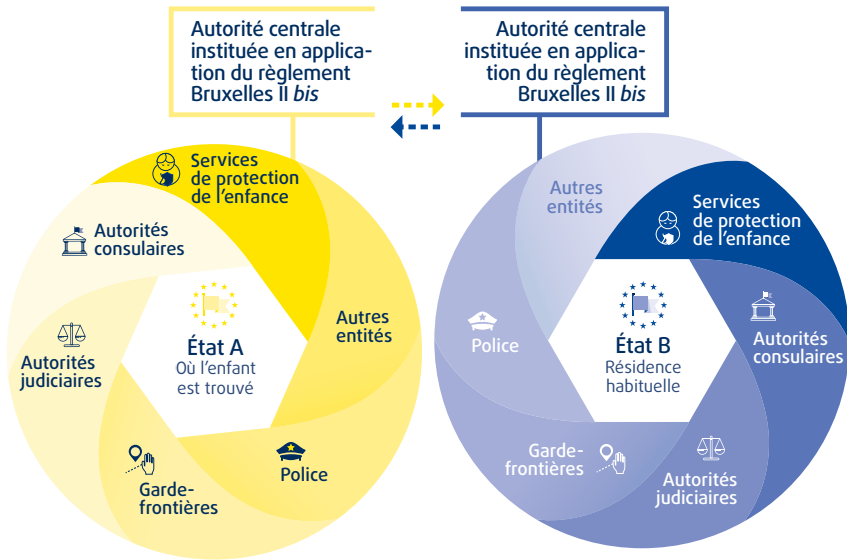 Autorité centrale
instituée en applica-
tion du règlement
Bruxelles II bis
Autorité centrale
instituée en applica-
tion du règlement
Bruxelles II bis
Services
de protection
de l'enfance
Autorités
consulaires
Autorités
judiciaires
Garde-
frontières
Police
Autres
entités
État A
Où l'enfant
est trouvé
Autres
entités
Services
de protection
de l'enfance
Autorités
consulaires
Autorités
judiciaires
Garde-
frontières
Police
État B
Résidence
habituelle